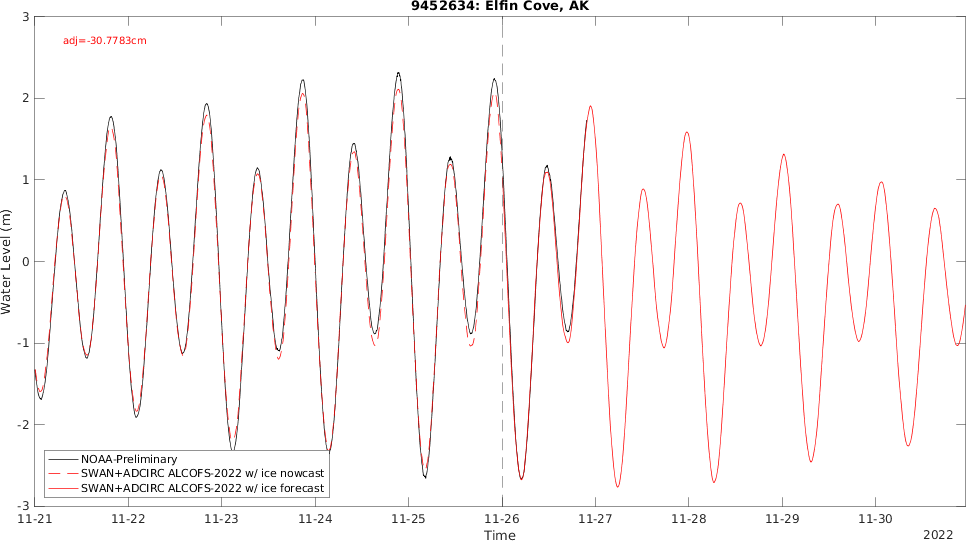 9452634: Elfin Cove, AK
adj=-30.7783cm
3
2
1
0
-1
-2
-3
Water Level (m)
NOAA-Preliminary
SWAN+ADCIRC ALCOFS-2022 w/ ice nowcast
SWAN+ADCIRC ALCOFS-2022 w/ ice forecast
11-21 11-22 11-23 11-24 11-25 11-26 11-27 11-28 11-29 11-30
Time
2022